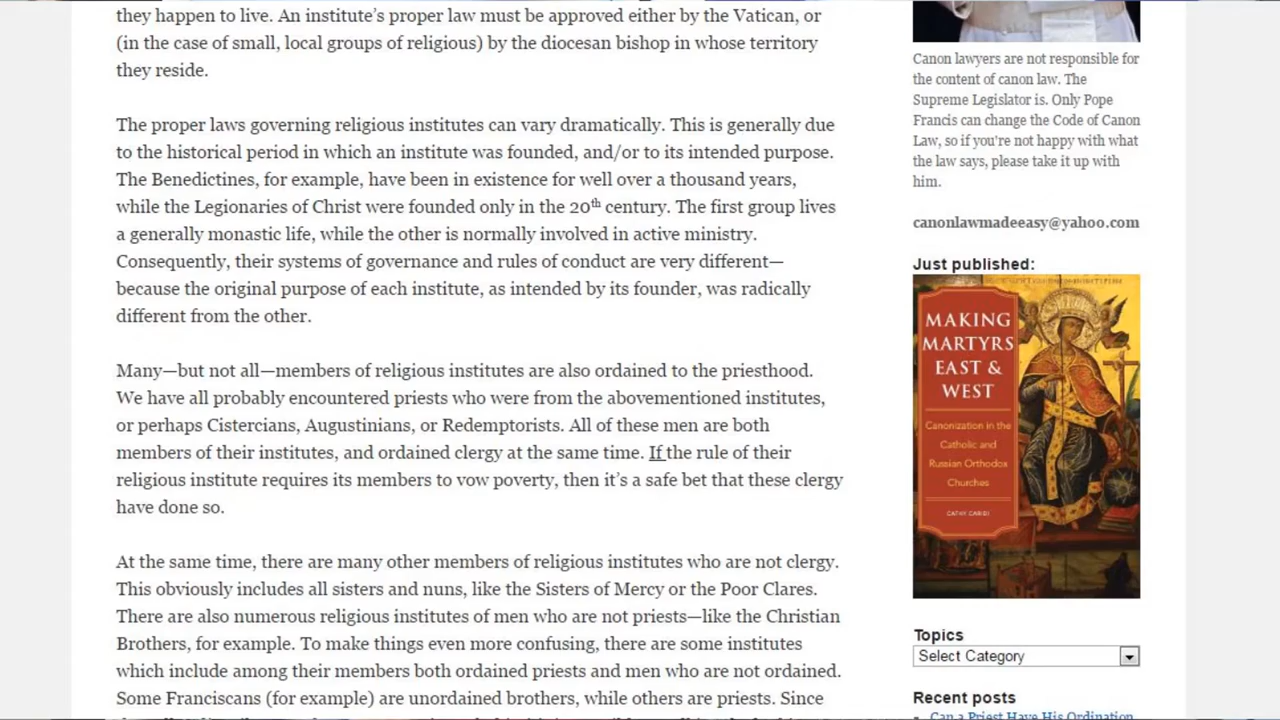 they happen to live. An institute's proper law must be approved either by the Vatican, or
(in the case of small, local groups of religious) by the diocesan bishop in whose territory
they reside.
The proper laws governing religious institutes can vary dramatically. This is generally due
to the historical period in which an institute was founded, and/or to its intended purpose.
The Benedictines, for example, have been in existence for well over a thousand years,
while the Legionaries of Christ were founded only in the 20th century. The first group lives
a generally monastic life, while the other is normally involved in active ministry.
Consequently, their systems of governance and rules of conduct are very different—
because the original purpose of one institute, as intended by its founder, was radically
different from the other.
Many—but not all—members of religious institutes are also ordained to the priesthood.
We have all probably encountered priests who were from the abovementioned institutes,
or perhaps Cistercians, Augustinians, or Redemptorists. All of these men are both
members of their institutes, and ordained clergy at the same time. If the rule of their
religious institute requires its members to vow poverty, then it's a safe bet that these clergy
have done so.
At the same time, there are many other members of religious institutes who are not clergy.
This obviously includes all sisters and nuns, like the Sisters of Mercy or the Poor Clares.
There are also numerous religious institutes of men who are not priests—like the Christian
Brothers, for example. To make things even more confusing, there are some institutes
which include among their members both ordained priests and men who are not ordained.
Some Franciscans (for example) are unordained brothers, while others are priests. Since
Canon lawyers are not responsible for
the content of canon law. The
Supreme Legislator is. Only Pope
Francis can change the Code of Canon
Law, so if you're not happy with what
the law says, please take it up with
him.
canonlawmadeeasy@yahoo.com
Just published:
MAKING
MARTYRS
EAST &
WEST
Canonization in the
Catholic and
Russian Orthodox
Churches
CATHY CARIDI
Topics
Select Category
Recent posts
Can a Priest Have His Ordination